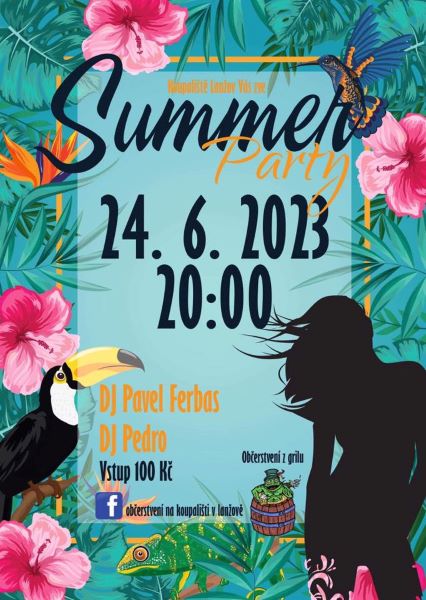 Koupaliště Lanžov Vás zve
Summer
Party
24. 6. 2023
20:00
DJ Pavel Ferbas
DJ Pedro
Vstup 100 Kč
Občerstvení z grilu
f občerstvení na koupališti v lanžově